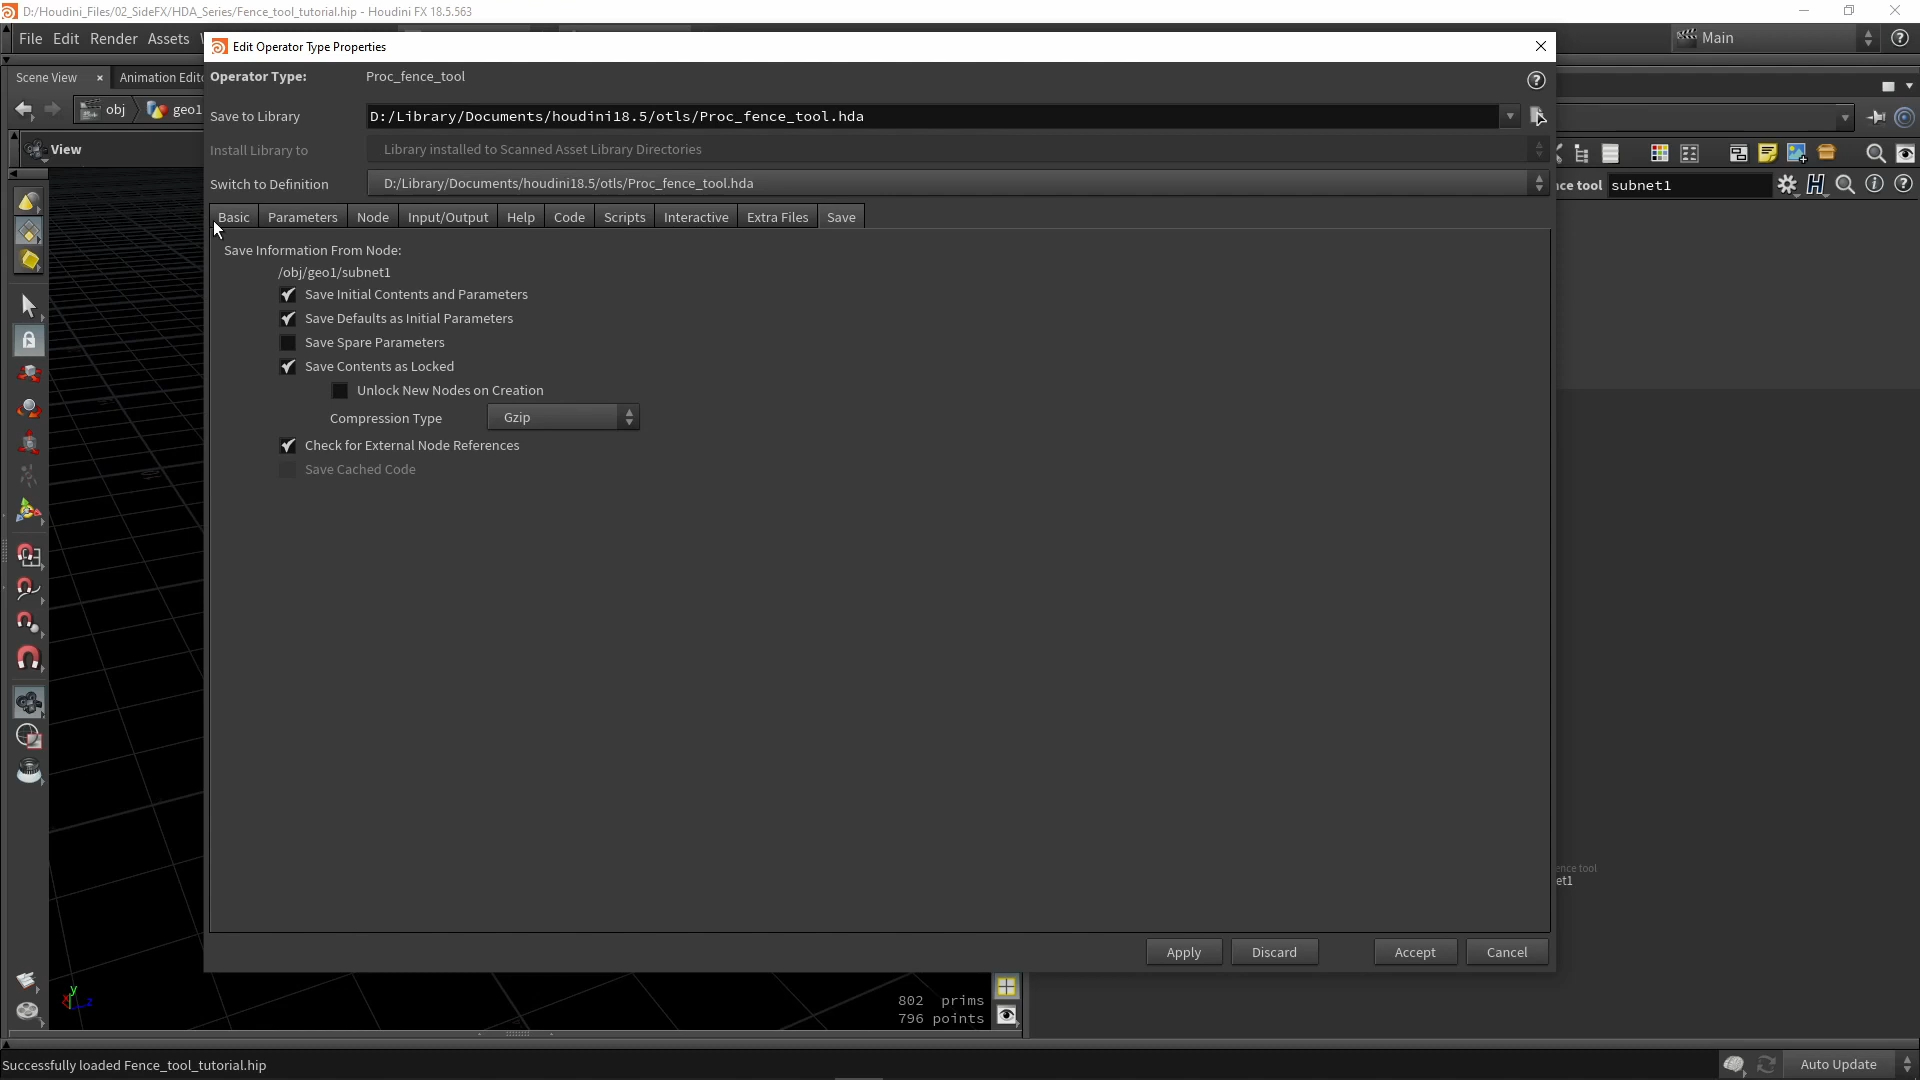 D:/Houdini_Files/02_SideFX/HDA_Series/Fence_tool_tutorial.hip - Houdini FX 18.5.563
File Edit Render Assets
Main
Edit Operator Type Properties
Scene View
Animation Edito
Operator Type: Proc_fence_tool
obj geo1
Save to Library D:/Library/Documents/houdini18.5/otls/Proc_fence_tool.hda
View
Install Library to Library installed to Scanned Asset Library Directories
Switch to Definition D:/Library/Documents/houdini18.5/otls/Proc_fence_tool.hda
nce tool subnet1
Basic Parameters Node Input/Output Help Code Scripts Interactive Extra Files Save
Save Information From Node:
/obj/geo1/subnet1
Save Initial Contents and Parameters
Save Defaults as Initial Parameters
Save Spare Parameters
Save Contents as Locked
Unlock New Nodes on Creation
Compression Type Gzip
Check for External Node References
Save Cached Code
ence tool
et1
Apply Discard Accept Cancel
y
x z
802 prims
796 points
Successfully loaded Fence_tool_tutorial.hip
Auto Update